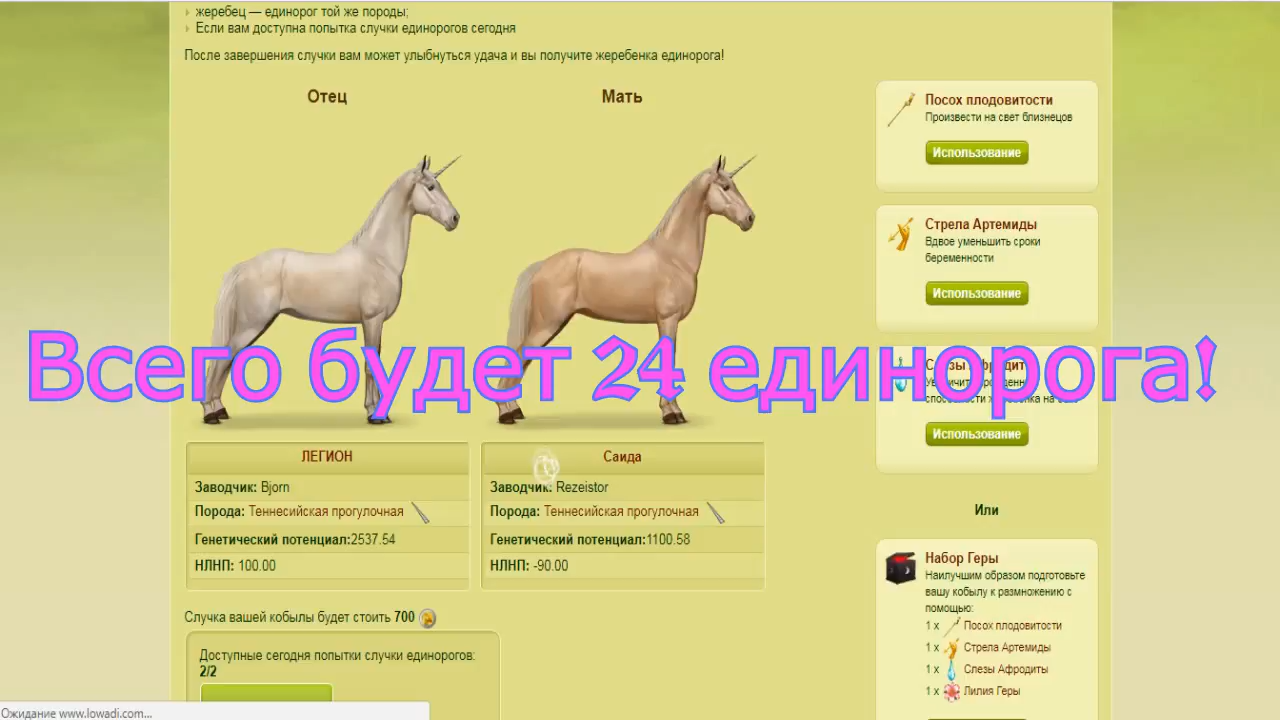 жеребец — единорог той же породы;
Если вам доступна попытка случки единорогов сегодня
После завершения случки вам может улыбнуться удача и вы получите жеребенка единорога!
Отец
Мать
Посох плодовитости
Произвести на свет близнецов
Использование
Стрела Артемиды
Вдвое уменьшить сроки
беременности
Использование
Всего будет 24 единорога!
Использование
ЛЕГИОН
Заводчик: Bjorn
Порода: Теннесийская прогулочная
Генетический потенциал:2537.54
НЛНП: 100.00
Саида
Заводчик: Rezeistor
Порода: Теннесийская прогулочная
Генетический потенциал:1100.58
НЛНП: -90.00
Или
Набор Геры
Наилучшим образом подготовьте
вашу кобылу к размножению с
помощью:
1 x Посох плодовитости
1 x Стрела Артемиды
1 x Слезы Афродиты
1 x Лилия Геры
Случка вашей кобылы будет стоить 700
Доступные сегодня попытки случки единорогов:
2/2
Ожидание www.lowadi.com...